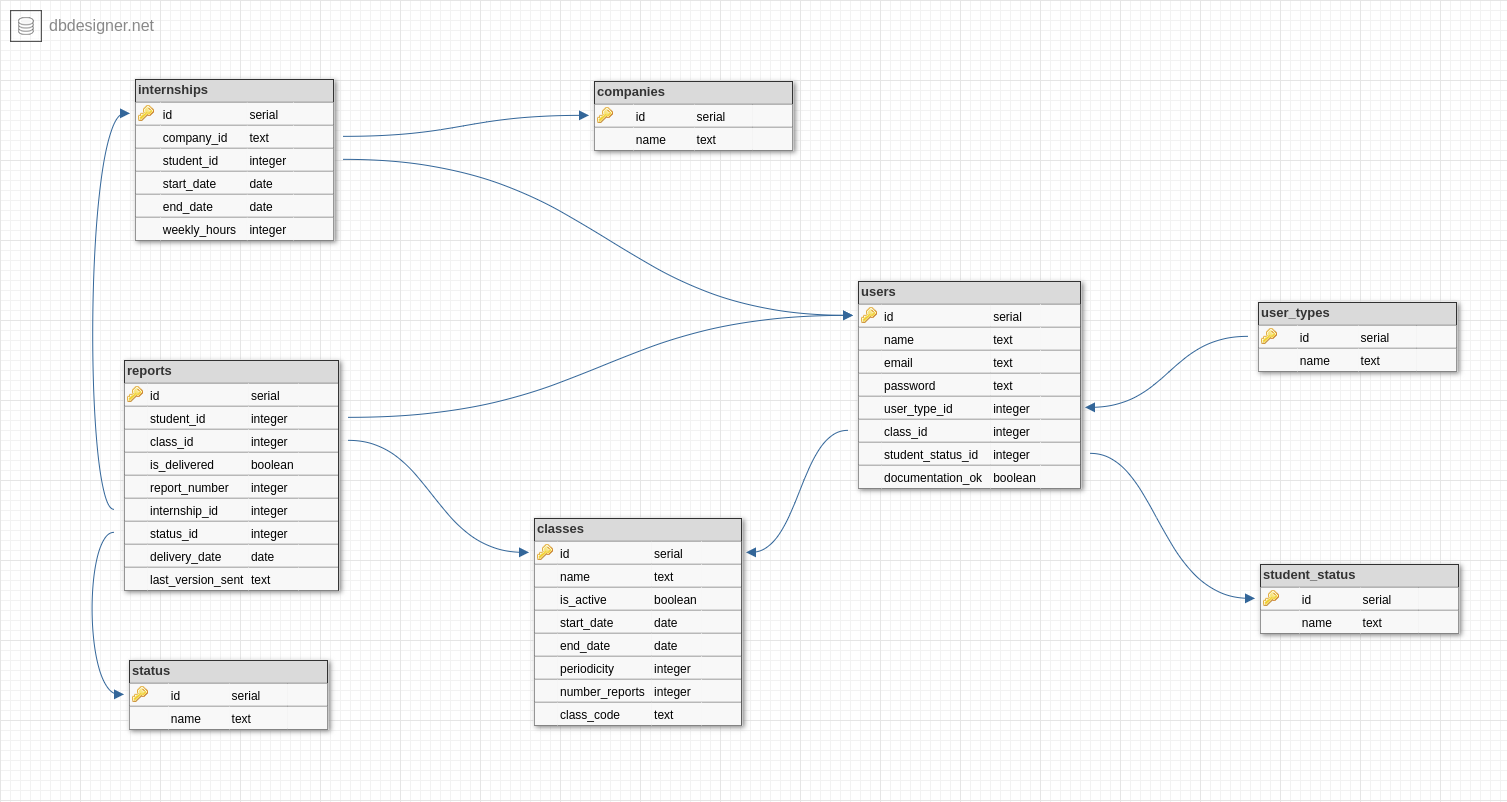 dbdesigner.net
internships
id serial
company_id text
student_id integer
start_date date
end_date date
weekly_hours integer
companies
id serial
name text
users
id serial
name text
email text
password text
user_type_id integer
class_id integer
student_status_id integer
documentation_ok boolean
user_types
id serial
name text
reports
id serial
student_id integer
class_id integer
is_delivered boolean
report_number integer
internship_id integer
status_id integer
delivery_date date
last_version_sent text
classes
id serial
name text
is_active boolean
start_date date
end_date date
periodicity integer
number_reports integer
class_code text
student_status
id serial
name text
status
id serial
name text